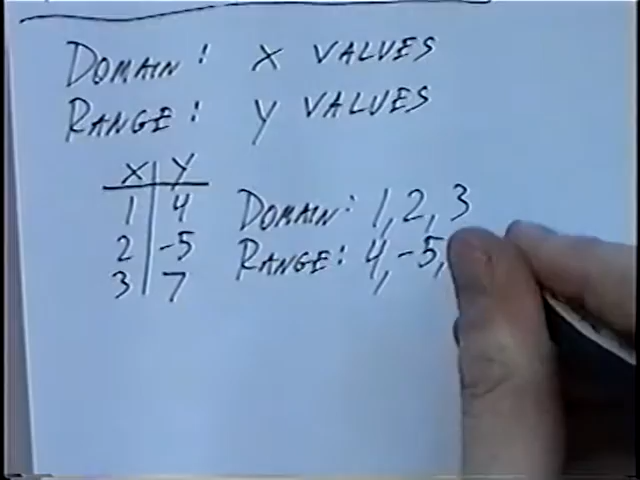 DOMAIN: X VALUES
RANGE: Y VALUES
X Y
1 4
2 -5
3 7
DOMAIN: 1, 2, 3
RANGE: 4, -5,